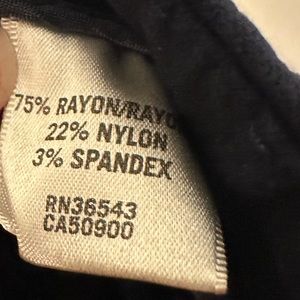 75% RAYON/RAYO
22% NYLON
3% SPANDEX
RN36543
CA50900